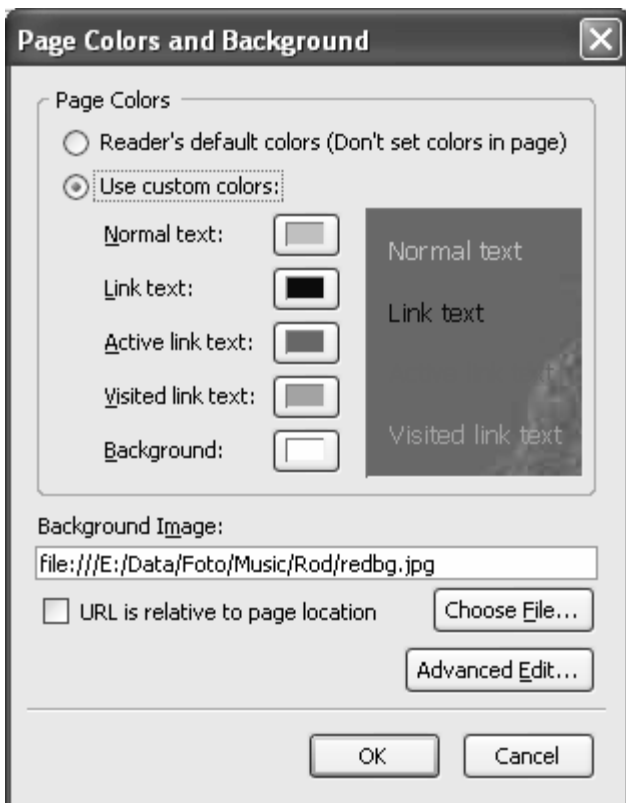 Page Colors and Background
Page Colors
Reader's default colors (Don't set colors in page)
Use custom colors:
Normal text:
Link text:
Active link text:
Visited link text:
Background:
Normal text
Link text
Visited link text
Background Image:
file:///E:/Data/Foto/Music/Rod/redbg.jpg
URL is relative to page location
Choose File...
Advanced Edit...
OK
Cancel